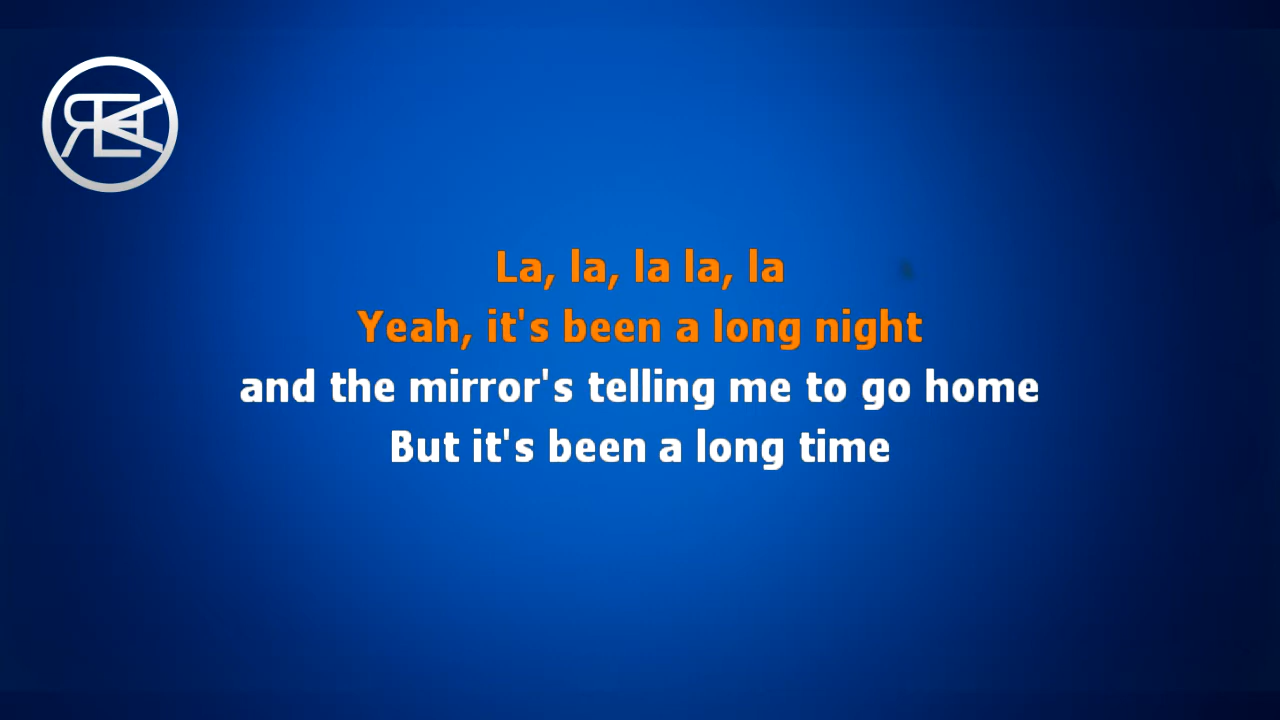 La, la, la la, la
Yeah, it's been a long night
and the mirror's telling me to go home
But it's been a long time